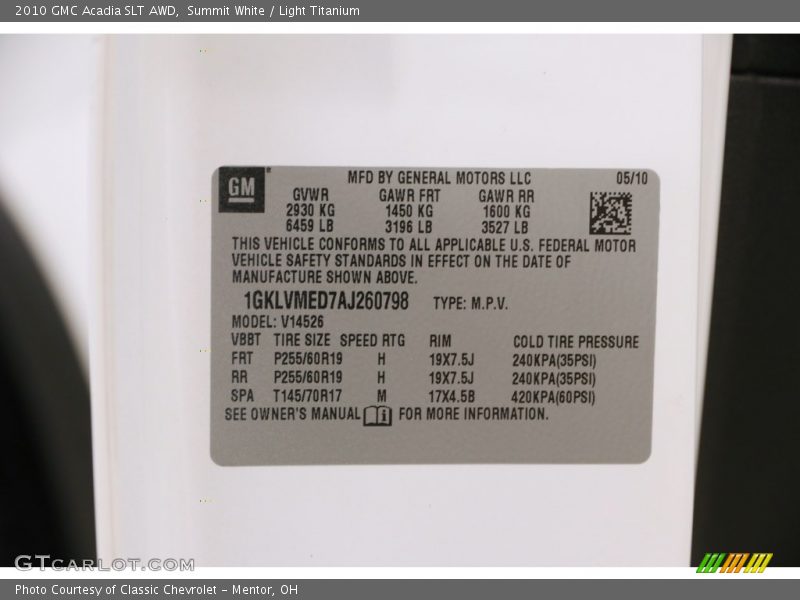 2010 GMC Acadia SLT AWD, Summit White / Light Titanium
GM
MFD BY GENERAL MOTORS LLC 05/10
GVWR GAWR FRT GAWR RR
2930 KG 1450 KG 1600 KG
6459 LB 3196 LB 3527 LB
THIS VEHICLE CONFORMS TO ALL APPLICABLE U.S. FEDERAL MOTOR
VEHICLE SAFETY STANDARDS IN EFFECT ON THE DATE OF
MANUFACTURE SHOWN ABOVE.
1GKLVMED7AJ260798 TYPE: M.P.V.
MODEL: V14526
VBBT TIRE SIZE SPEED RTG RIM COLD TIRE PRESSURE
FRT P255/60R19 H 19X7.5J 240KPA(35PSI)
RR P255/60R19 H 19X7.5J 240KPA(35PSI)
SPA T145/70R17 M 17X4.5B 420KPA(60PSI)
SEE OWNER'S MANUAL FOR MORE INFORMATION.
GTcarlot.com
Photo Courtesy of Classic Chevrolet - Mentor, OH